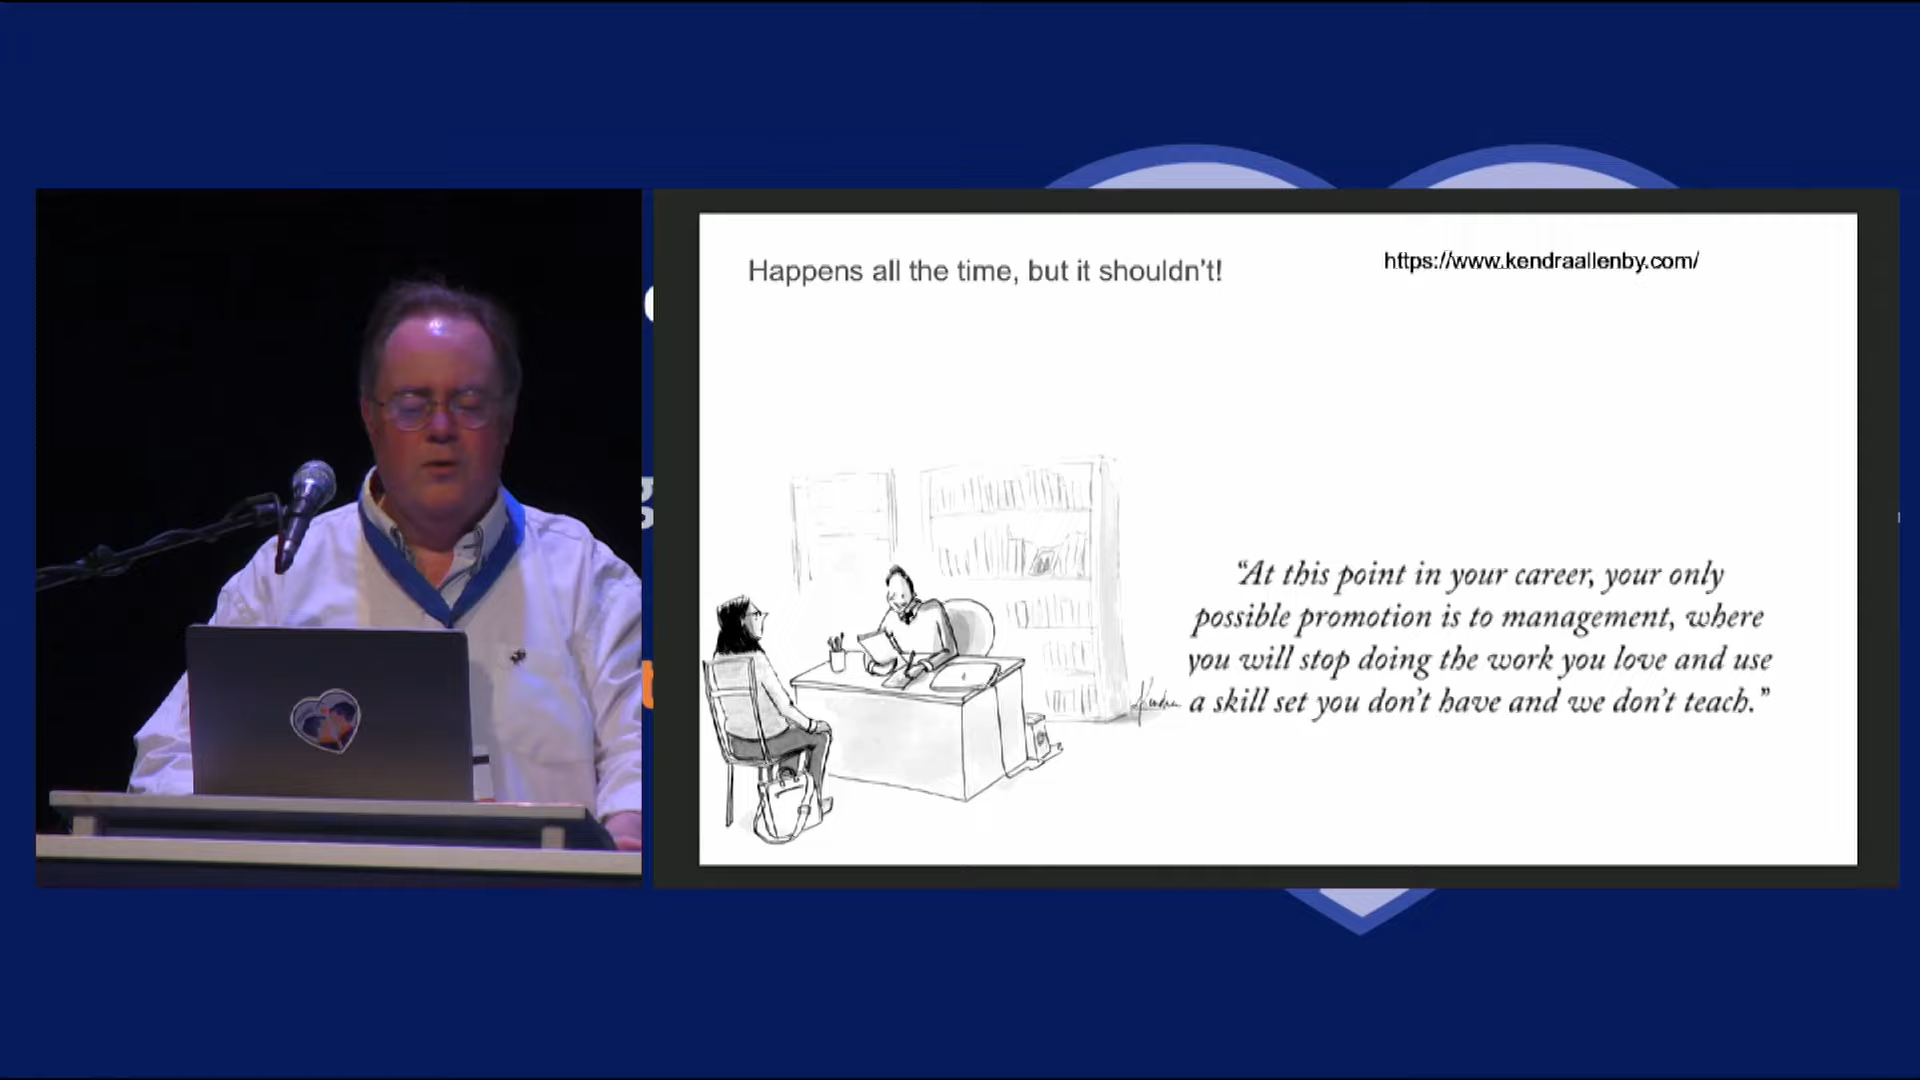 Happens all the time, but it shouldn't!
https://www.kendraallenby.com/
“At this point in your career, your only
possible promotion is to management, where
you will stop doing the work you love and use
a skill set you don't have and we don't teach.”
Kendra